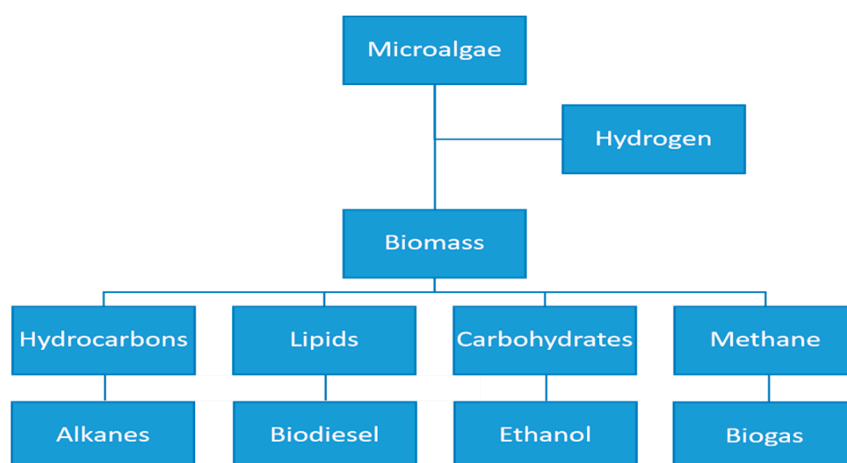 Microalgae
Hydrogen
Biomass
Hydrocarbons
Lipids
Carbohydrates
Methane
Alkanes
Biodiesel
Ethanol
Biogas